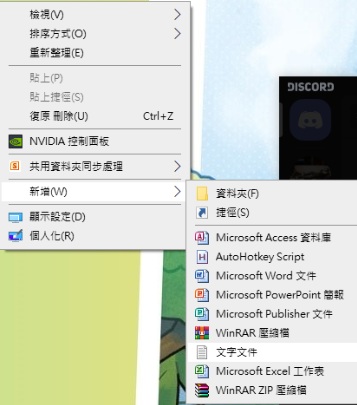 檢視(V)
排序方式(O)
重新整理(E)
貼上(P)
貼上捷徑(S)
復原 刪除(U) Ctrl+Z
NVIDIA 控制面板
共用資料夾同步處理
新增(W)
顯示設定(D)
個人化(R)
DISCORD
資料夾(F)
捷徑(S)
Microsoft Access 資料庫
AutoHotkey Script
Microsoft Word 文件
Microsoft PowerPoint 簡報
Microsoft Publisher 文件
WinRAR 壓縮檔
文字文件
Microsoft Excel 工作表
WinRAR ZIP 壓縮檔